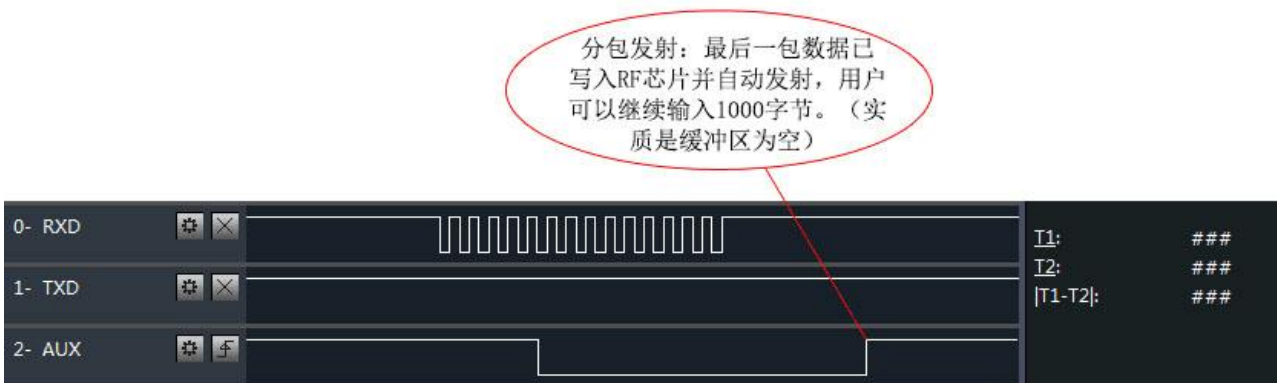 分包发射：最后一包数据已
写入RF芯片并自动发射，用户
可以继续输入1000字节。（实
质是缓冲区为空）
0- RXD
T1: ###
T2: ###
1- TXD
|T1-T2|: ###
2- AUX